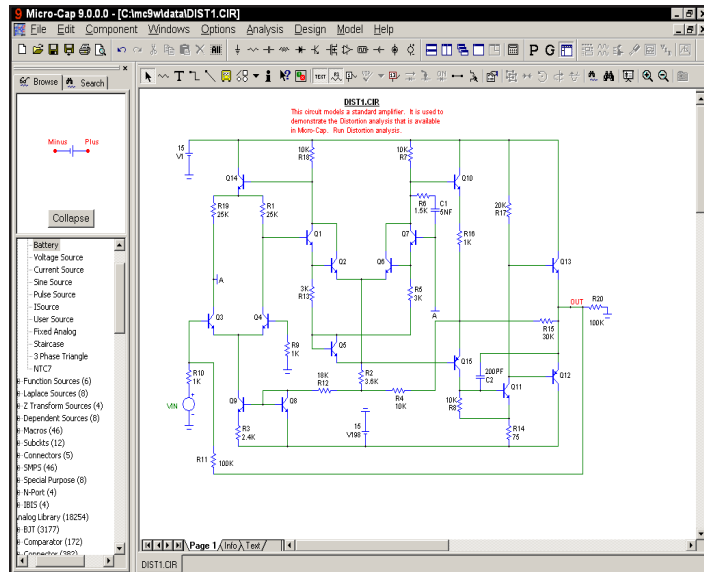 9 Micro-Cap 9.0.0.0 - [C:\mc9w\data\DIST1.CIR]
File Edit Component Windows Options Analysis Design Model Help
All P G
Browse Search
T i TEXT
Minus Plus
Collapse
Battery
Voltage Source
Current Source
Sine Source
Pulse Source
ISource
User Source
Fixed Analog
Staircase
3 Phase Triangle
NTC7
Function Sources (6)
Laplace Sources (8)
Z Transform Sources (4)
Dependent Sources (8)
Macros (46)
Subckts (12)
Connectors (5)
SMPS (46)
Special Purpose (8)
N-Port (4)
IBIS (4)
nalog Library (18254)
BJT (3177)
Comparator (172)
Connector (382)
DIST1.CIR
This circuit models a standard amplifier. It is used to
demonstrate the Distortion analysis that is available
in Micro-Cap. Run Distortion analysis.
15
V1
10K
R18
10K
R7
Q14
Q10
R19
25K
R1
25K
R6
1.5K
C1
5NF
20K
R17
Q1
Q7
R16
1K
Q2
Q6
Q13
A
3K
R13
R5
3K
OUT
R20
100K
Q3
Q4
A
R15
30K
R9
1K
Q5
Q15
R10
1K
R2
3.6K
200PF
C2
Q12
18K
R12
R4
10K
Q11
VIN
Q9
Q8
10K
R8
R3
2.4K
15
V198
R14
75
R11
100K
Page 1 Info Text
DIST1.CIR